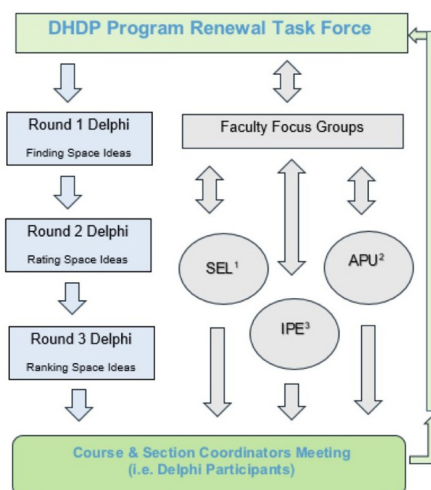 DHDP Program Renewal Task Force
Round 1 Delphi
Finding Space Ideas
Faculty Focus Groups
Round 2 Delphi
Rating Space Ideas
SEL¹
APU²
IPE³
Round 3 Delphi
Ranking Space Ideas
Course & Section Coordinators Meeting
(i.e. Delphi Participants)